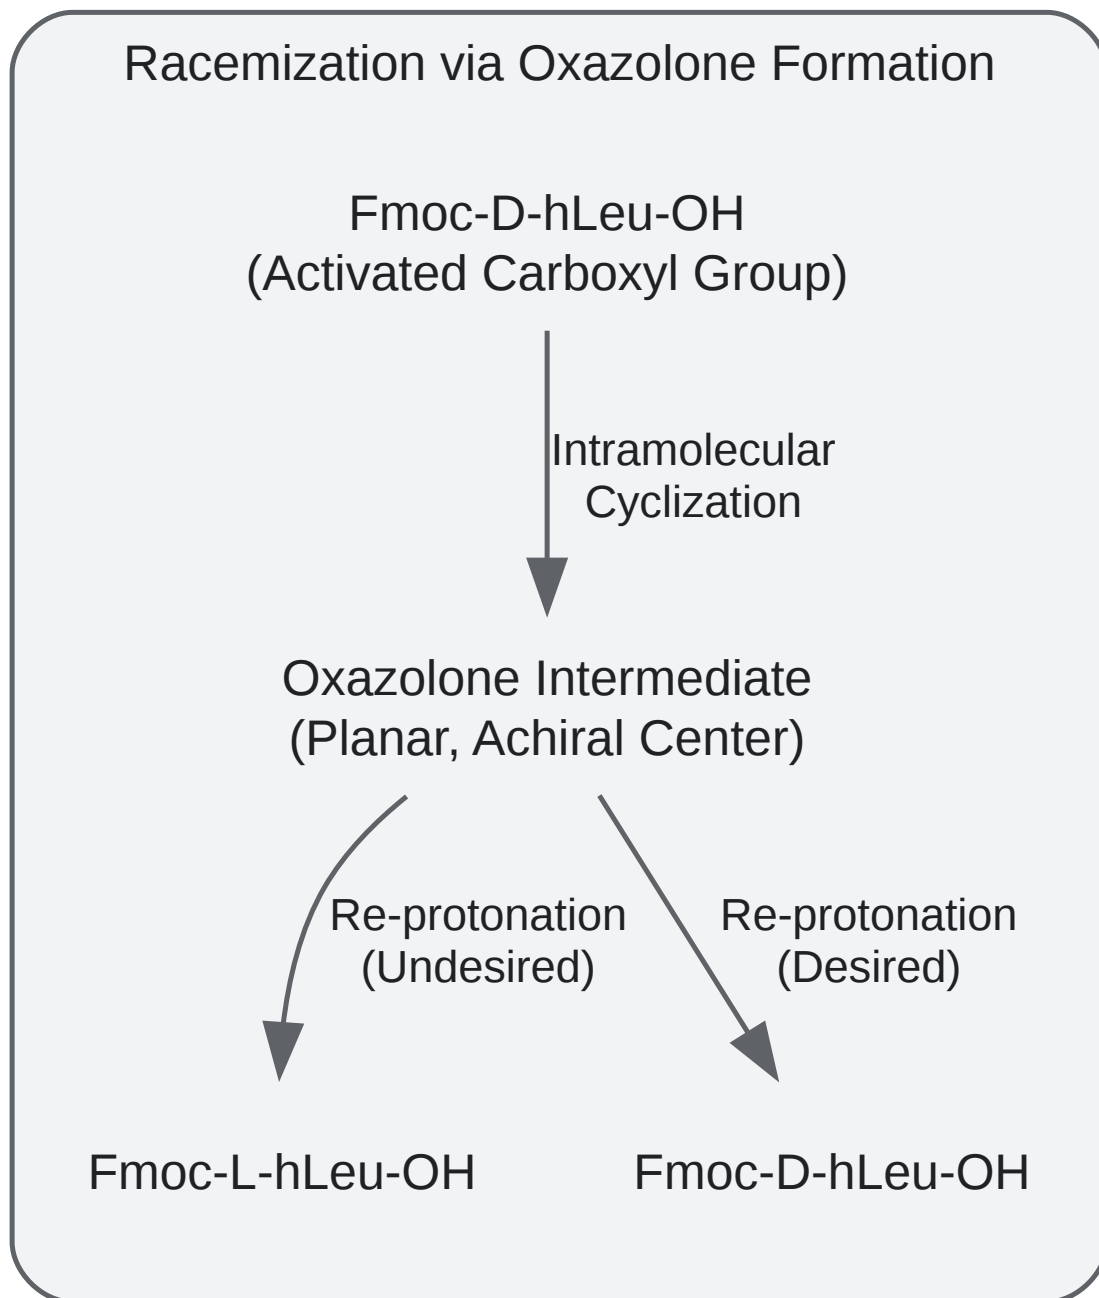 Racemization via Oxazolone Formation
Fmoc-D-hLeu-OH
(Activated Carboxyl Group)
Intramolecular
Cyclization
Oxazolone Intermediate
(Planar, Achiral Center)
Re-protonation
(Undesired)
Re-protonation
(Desired)
Fmoc-L-hLeu-OH
Fmoc-D-hLeu-OH